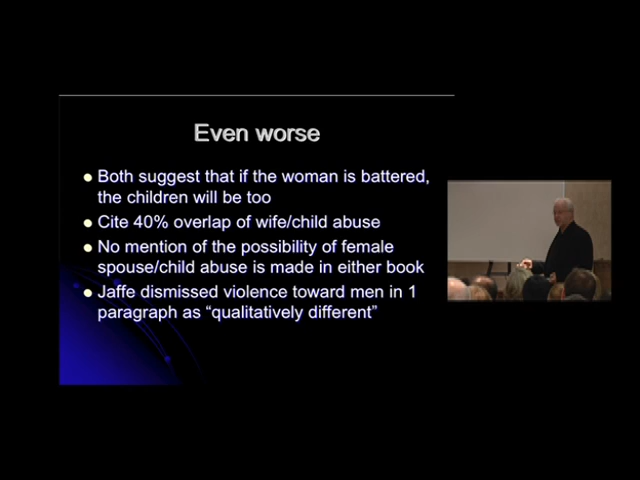 Even worse
Both suggest that if the woman is battered,
the children will be too
Cite 40% overlap of wife/child abuse
No mention of the possibility of female
spouse/child abuse is made in either book
Jaffe dismissed violence toward men in 1
paragraph as “qualitatively different”